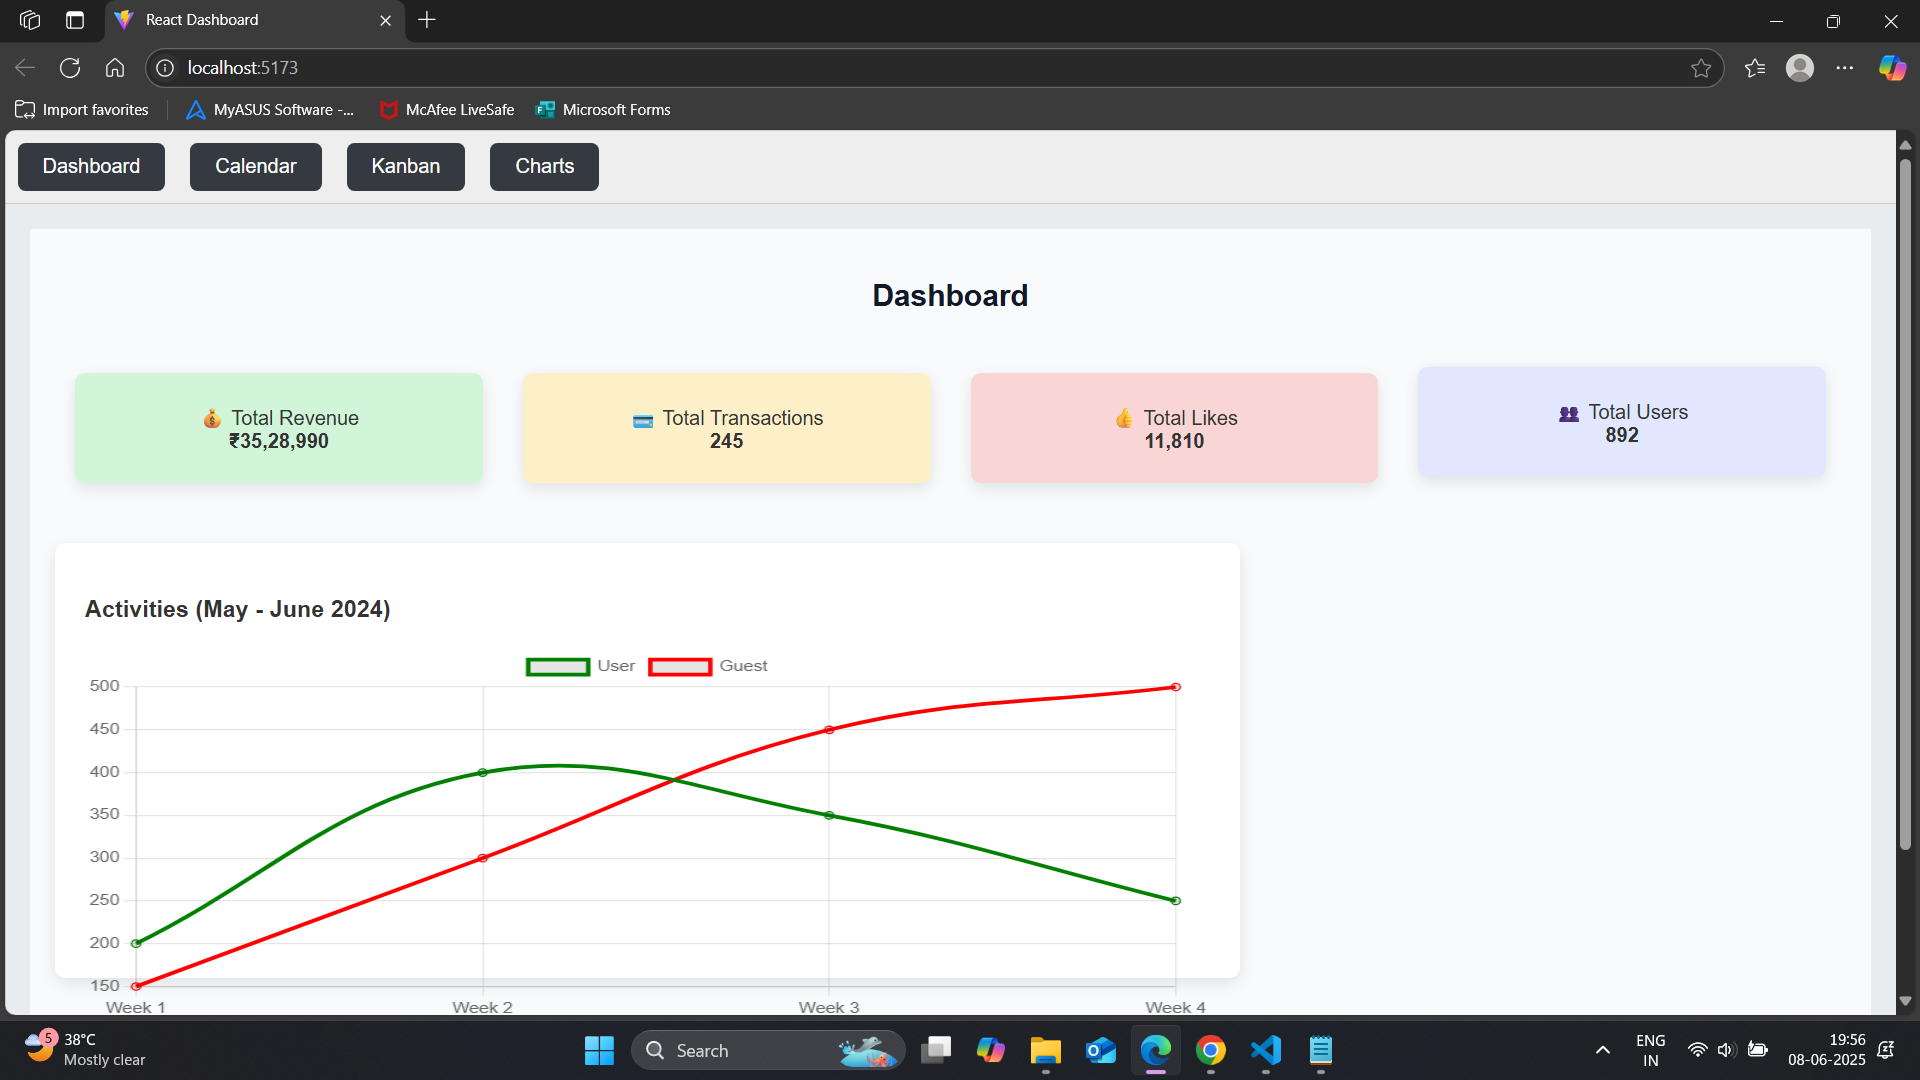 React Dashboard
localhost:5173
Import favorites
MyASUS Software -...
McAfee LiveSafe
Microsoft Forms
Dashboard
Calendar
Kanban
Charts
Dashboard
💰 Total Revenue
₹35,28,990
💳 Total Transactions
245
👍 Total Likes
11,810
👥 Total Users
892
Activities (May - June 2024)
User
Guest
500
450
400
350
300
250
200
150
Week 1
Week 2
Week 3
Week 4
5
38°C
Mostly clear
Search
ENG
IN
19:56
08-06-2025